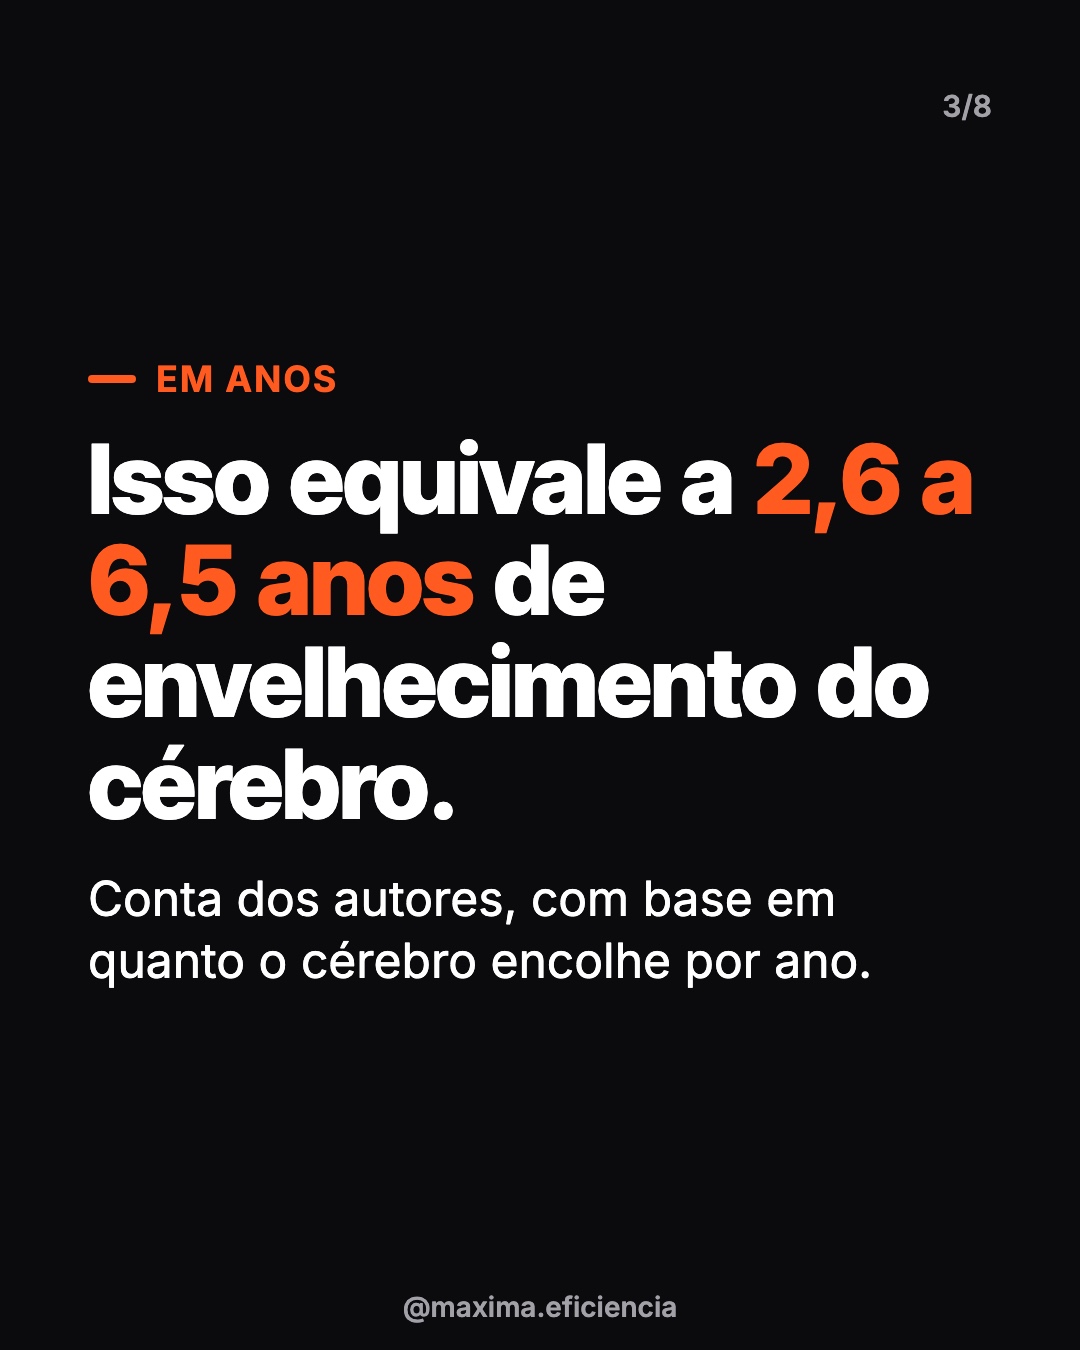 3/8
EM ANOS
Isso equivale a 2,6 a
6,5 anos de
envelhecimento do
cérebro.
Conta dos autores, com base em
quanto o cérebro encolhe por ano.
@maxima.eficiencia